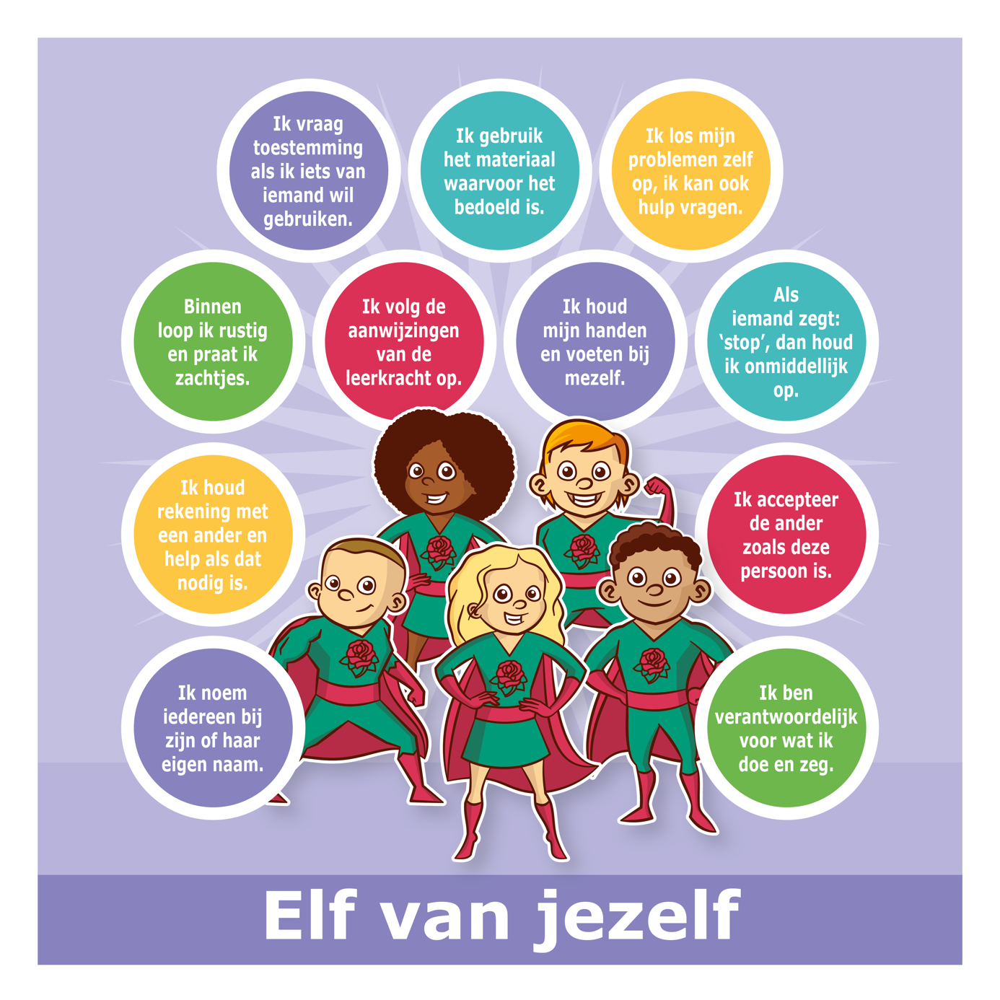 Ik vraag
toestemming
als ik iets van
iemand wil
gebruiken.
Ik gebruik
het materiaal
waarvoor het
bedoeld is.
Ik los mijn
problemen zelf
op, ik kan ook
hulp vragen.
Binnen
loop ik rustig
en praat ik
zachtjes.
Ik volg de
aanwijzingen
van de
leerkracht op.
Ik houd
mijn handen
en voeten bij
mezelf.
Als
iemand zegt:
‘stop’, dan houd
ik onmiddellijk
op.
Ik houd
rekening met
een ander en
help als dat
nodig is.
Ik accepteer
de ander
zoals deze
persoon is.
Ik noem
iedereen bij
zijn of haar
eigen naam.
Ik ben
verantwoordelijk
voor wat ik
doe en zeg.
Elf van jezelf